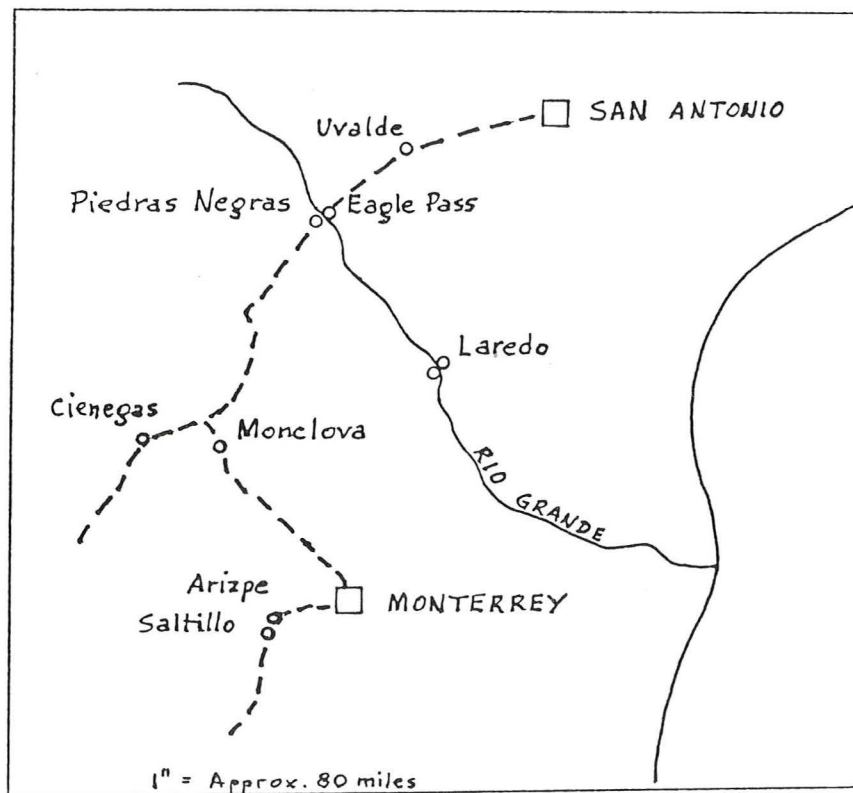 SAN ANTONIO
Uvalde
Piedras Negras
Eagle Pass
Laredo
Cienegas
Monclova
RIO GRANDE
Arizpe
MONTERREY
Saltillo
1" = Approx. 80 miles